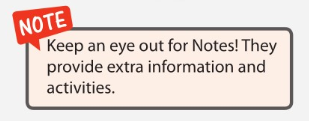 NOTE
Keep an eye out for Notes! They
provide extra information and
activities.